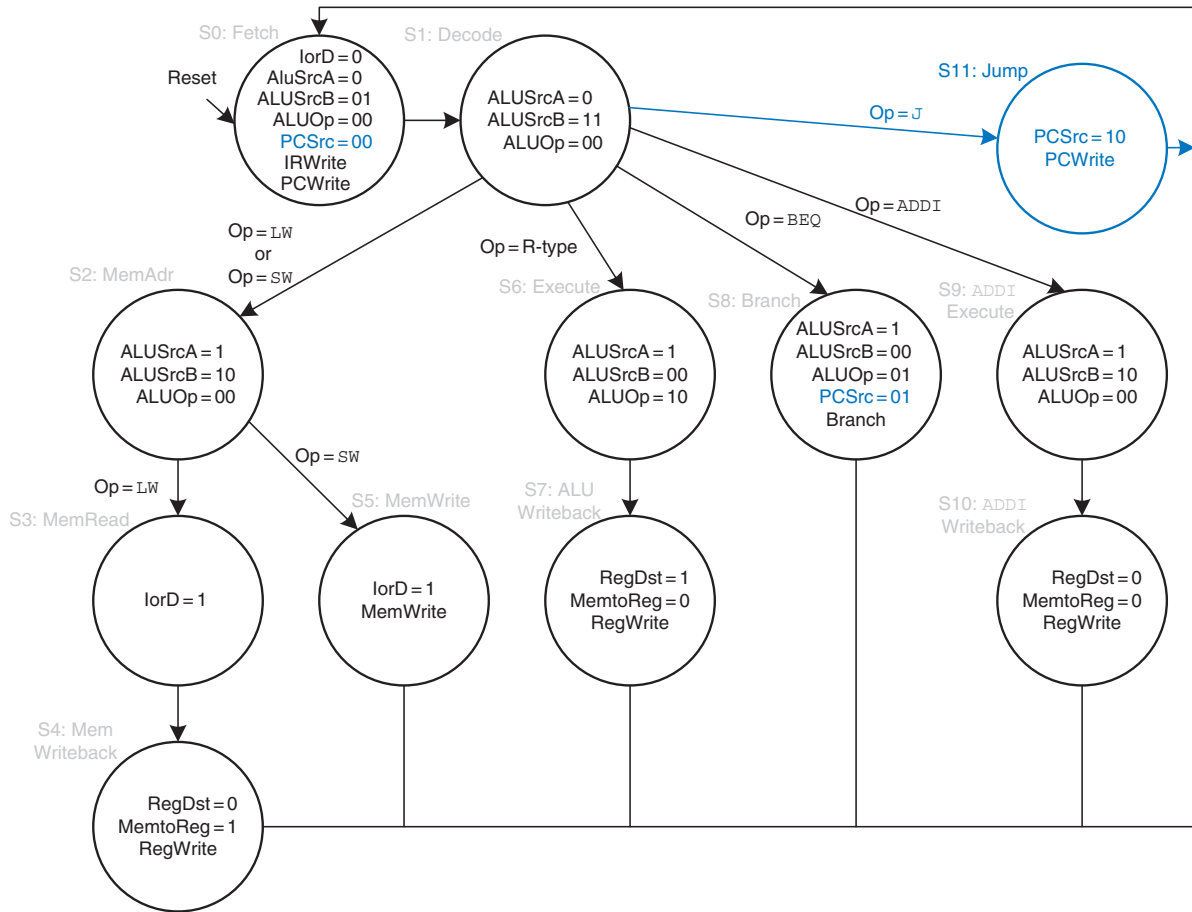 S0: Fetch
IorD=0
AluSrcA=0
ALUSrcB=01
ALUOp=00
PCSrc=00
IRWrite
PCWrite
Reset
S1: Decode
ALUSrcA=0
ALUSrcB=11
ALUOp=00
Op=J
S11: Jump
PCSrc=10
PCWrite
Op=LW
or
Op=SW
Op=R-type
Op=BEQ
Op=ADDI
S2: MemAdr
ALUSrcA=1
ALUSrcB=10
ALUOp=00
S6: Execute
ALUSrcA=1
ALUSrcB=00
ALUOp=10
S8: Branch
ALUSrcA=1
ALUSrcB=00
ALUOp=01
PCSrc=01
Branch
S9: ADDI
Execute
ALUSrcA=1
ALUSrcB=10
ALUOp=00
Op=LW
Op=SW
S3: MemRead
IorD=1
S5: MemWrite
IorD=1
MemWrite
S7: ALU
Writeback
RegDst=1
MemtoReg=0
RegWrite
S10: ADDI
Writeback
RegDst=0
MemtoReg=0
RegWrite
S4: Mem
Writeback
RegDst=0
MemtoReg=1
RegWrite